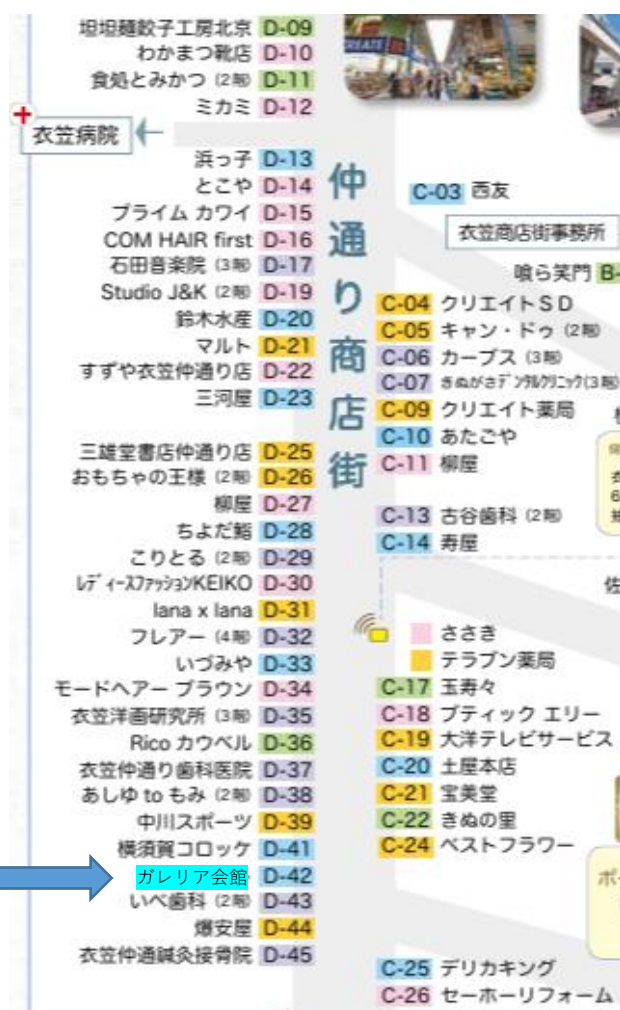 坦坦麺餃子工房北京 D-09
わかまつ靴店 D-10
食処とみかつ (2階) D-11
ミカミ D-12
衣笠病院
浜っ子 D-13
とこや D-14
プライム カワイ D-15
COM HAIR first D-16
石田音楽院 (3階) D-17
Studio J&K (2階) D-19
鈴木水産 D-20
マルト D-21
すずや衣笠仲通り店 D-22
三河屋 D-23
三雄堂書店仲通り店 D-25
おもちゃの王様 (2階) D-26
柳屋 D-27
ちよだ鮨 D-28
こりとる (2階) D-29
レディースファッションKEIKO D-30
lana x lana D-31
フレアー (4階) D-32
いづみや D-33
モードヘアー ブラウン D-34
衣笠洋画研究所 (3階) D-35
Rico カウベル D-36
衣笠仲通り歯科医院 D-37
あしゆ to もみ (2階) D-38
中川スポーツ D-39
横須賀コロッケ D-41
ガレリア会館 D-42
いべ歯科 (2階) D-43
爆安屋 D-44
衣笠仲通鍼灸接骨院 D-45
仲通り商店街
CREATE
C-03 西友
衣笠商店街事務所
喰ら笑門 B-
C-04 クリエイトSD
C-05 キャン・ドゥ (2階)
C-06 カーブス (3階)
C-07 きぬがさデンタルクリニック(3階)
C-09 クリエイト薬局
C-10 あたごや
C-11 柳屋
C-13 古谷歯科 (2階)
C-14 寿屋
佐
ささき
テラブン薬局
C-17 玉寿々
C-18 ブティック エリー
C-19 大洋テレビサービス
C-20 土屋本店
C-21 宝美堂
C-22 きぬの里
C-24 ベストフラワー
ポ
C-25 デリカキング
C-26 セーホーリフォーム